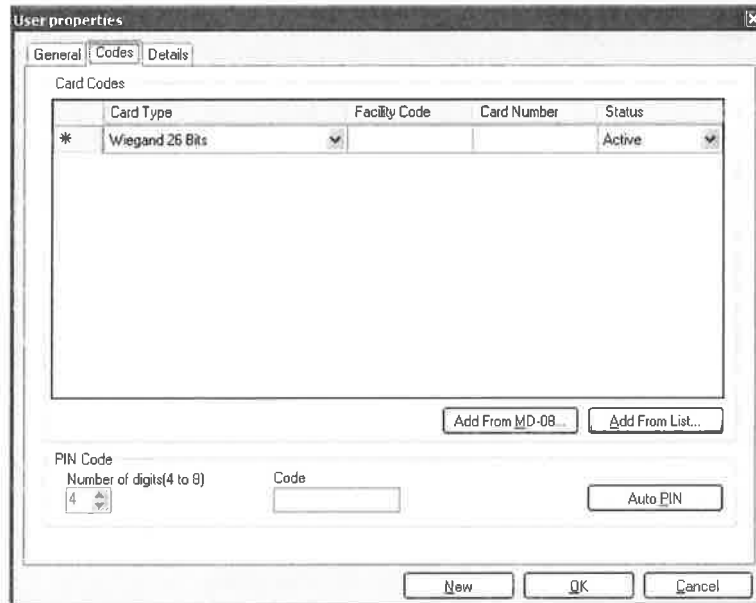 User properties
General Codes Details
Card Codes
Card Type Facility Code Card Number Status
* Wiegand 26 Bits Active
Add From MD-08... Add From List...
PIN Code
Number of digits(4 to 8) Code
4 Auto PIN
New OK Cancel